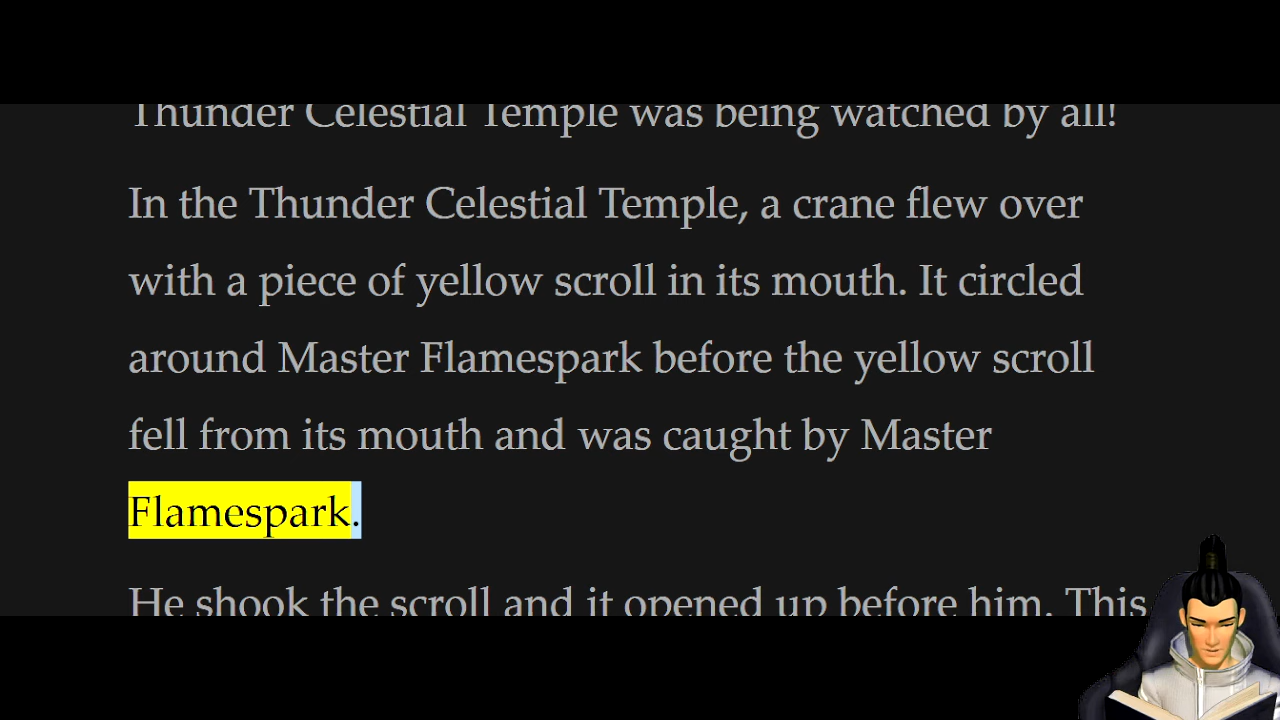 Thunder Celestial Temple was being watched by all!
In the Thunder Celestial Temple, a crane flew over
with a piece of yellow scroll in its mouth. It circled
around Master Flamespark before the yellow scroll
fell from its mouth and was caught by Master
Flamespark.
He shook the scroll and it opened up before him. This